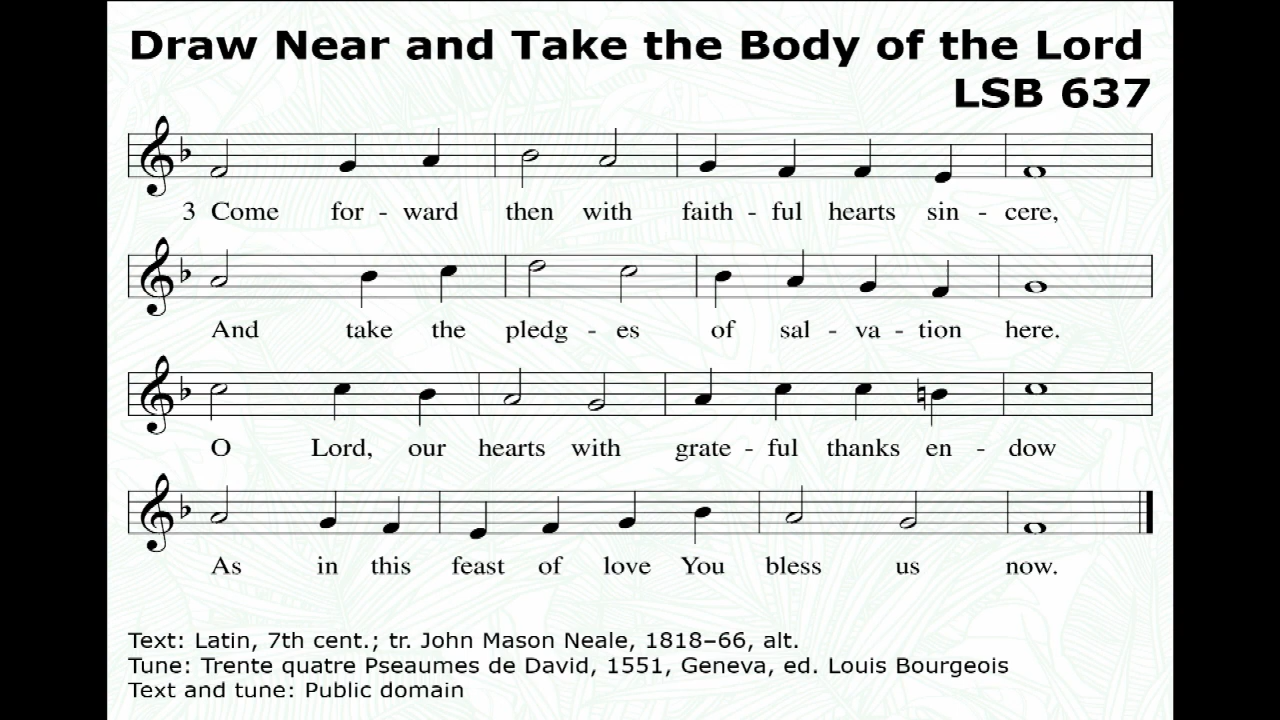 Draw Near and Take the Body of the Lord
LSB 637
3 Come for - ward then with faith - ful hearts sin - cere,
And take the pledg - es of sal - va - tion here.
O Lord, our hearts with grate - ful thanks en - dow
As in this feast of love You bless us now.
Text: Latin, 7th cent.; tr. John Mason Neale, 1818–66, alt.
Tune: Trente quatre Pseaumes de David, 1551, Geneva, ed. Louis Bourgeois
Text and tune: Public domain